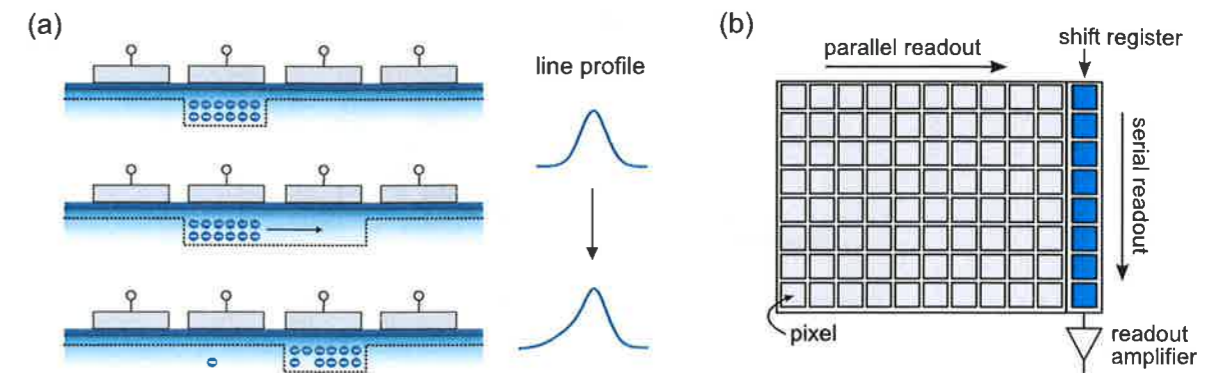 (a)
line profile
(b)
parallel readout
shift register
serial readout
pixel
readout
amplifier